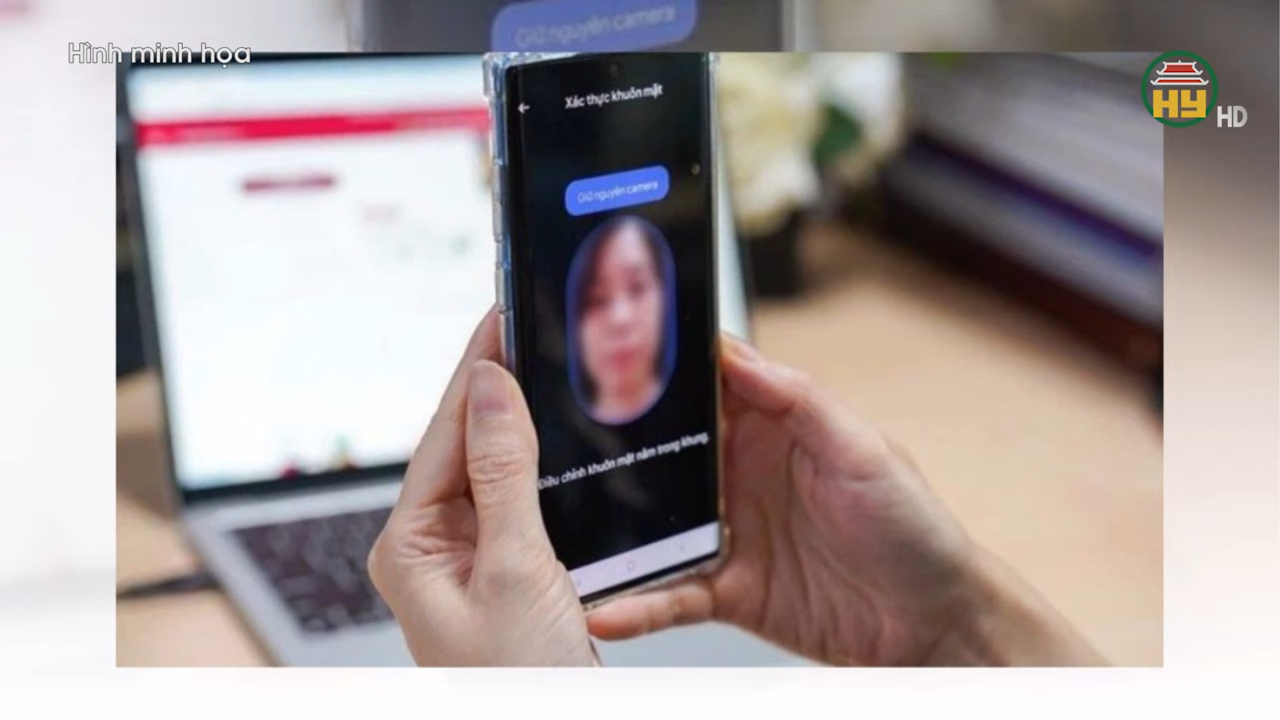 Giữ nguyên camera
Hình minh họa
HY HD
Xác thực khuôn mặt
Giữ nguyên camera
Điều chỉnh khuôn mặt nằm trong khung.